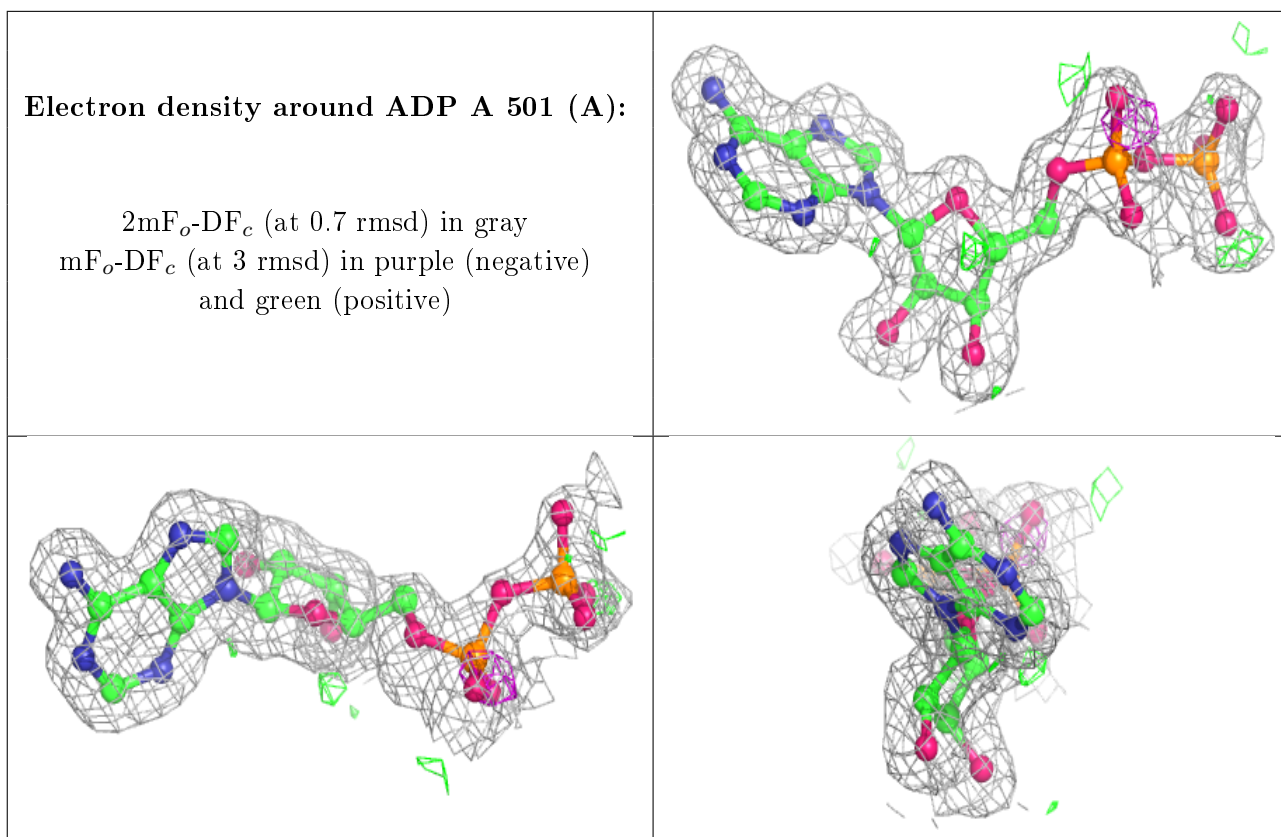 Electron density around ADP A 501 (A):
2mFₒ-DF𝒸 (at 0.7 rmsd) in gray
mFₒ-DF𝒸 (at 3 rmsd) in purple (negative)
and green (positive)